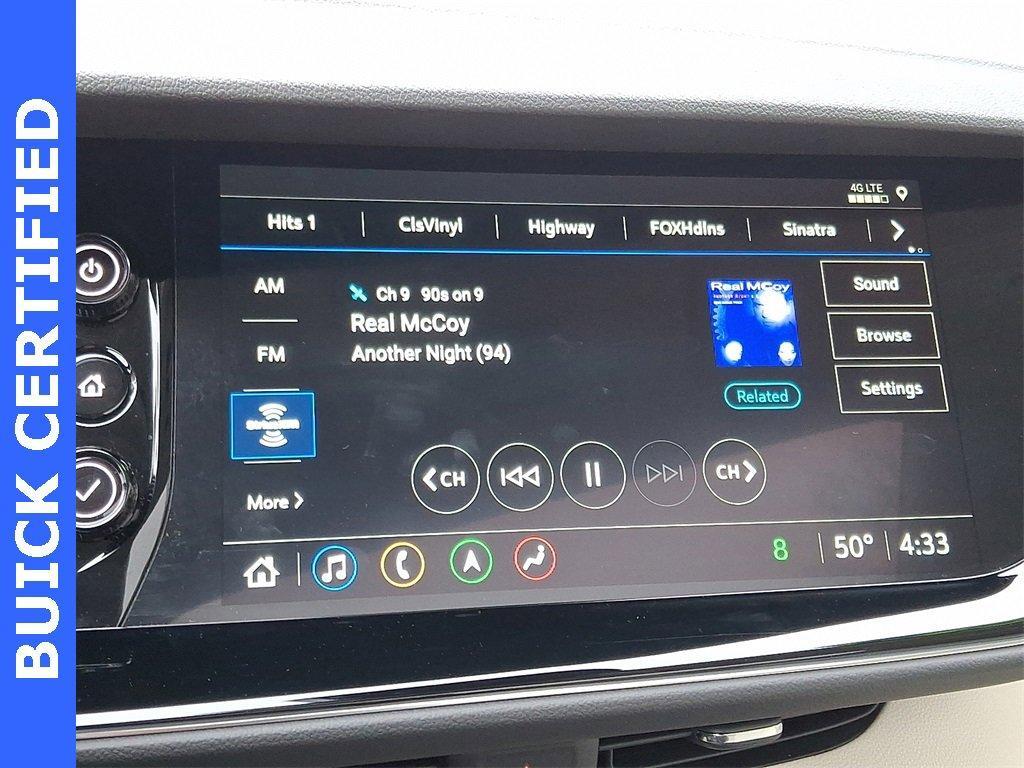 BUICK CERTIFIED
4G LTE
Hits 1
ClsVinyl
Highway
FOXHdlns
Sinatra
AM
FM
SiriusXM
More
Ch 9 90s on 9
Real McCoy
Another Night (94)
Real McCoy
Related
Sound
Browse
Settings
CH
CH
8
50°
4:33